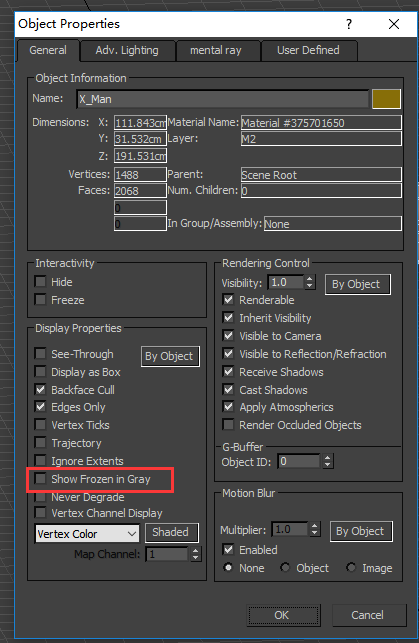 Object Properties ? ×
General Adv. Lighting mental ray User Defined
Object Information
Name: X_Man
Dimensions: X: 111.843cm Material Name: Material #375701650
Y: 31.532cm Layer: M2
Z: 191.531cm
Vertices: 1488 Parent: Scene Root
Faces: 2068 Num. Children: 0
0
0 In Group/Assembly: None
Interactivity
Hide
Freeze
Display Properties
See-Through By Object
Display as Box
Backface Cull
Edges Only
Vertex Ticks
Trajectory
Ignore Extents
Show Frozen in Gray
Never Degrade
Vertex Channel Display
Vertex Color Shaded
Map Channel: 1
Rendering Control
Visibility: 1.0 By Object
Renderable
Inherit Visibility
Visible to Camera
Visible to Reflection/Refraction
Receive Shadows
Cast Shadows
Apply Atmospherics
Render Occluded Objects
G-Buffer
Object ID: 0
Motion Blur
Multiplier: 1.0 By Object
Enabled
None Object Image
OK Cancel